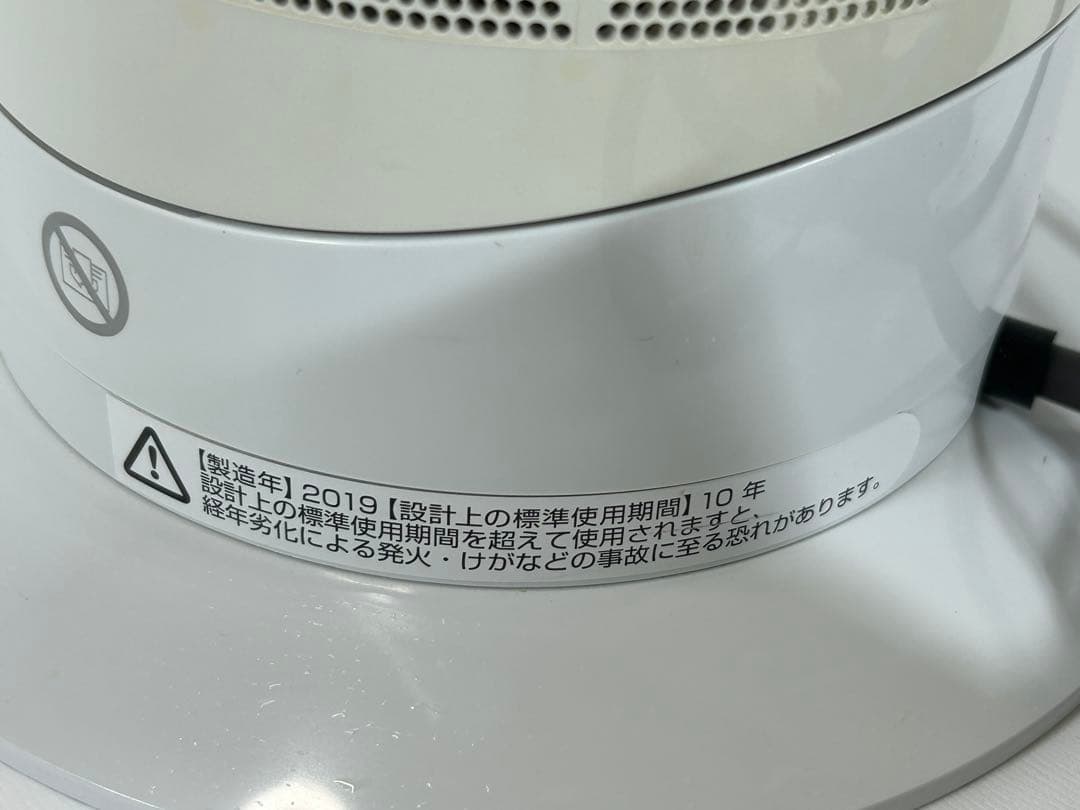 【製造年】2019【設計上の標準使用期間】10 年
設計上の標準使用期間を超えて使用されますと、
経年劣化による発火・けがなどの事故に至る恐れがあります。